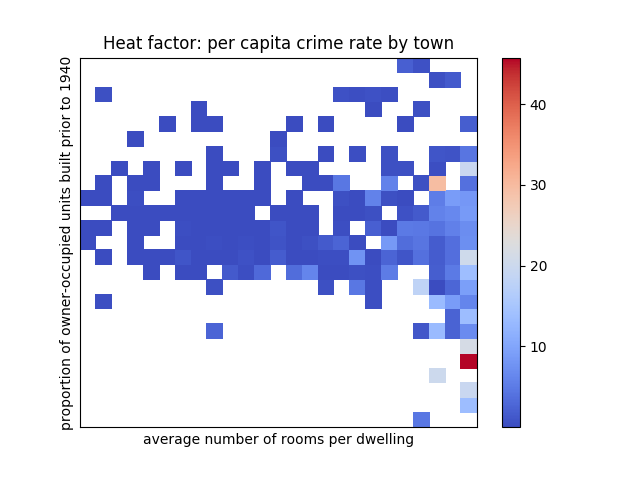 Heat factor: per capita crime rate by town
proportion of owner-occupied units built prior to 1940
average number of rooms per dwelling
40
30
20
10